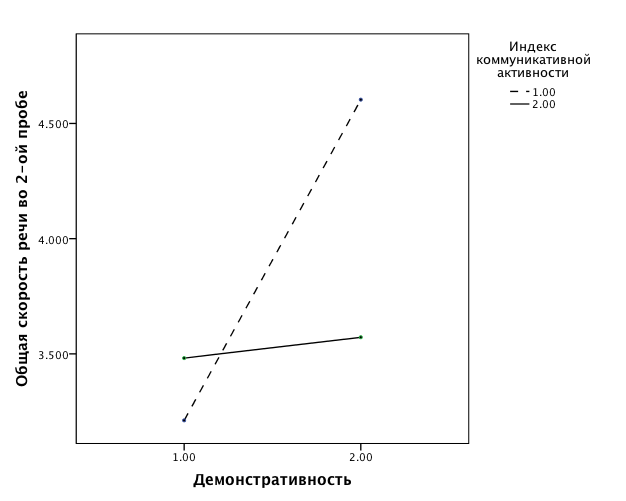 Общая скорость речи во 2-ой пробе
4.500
4.000
3.500
1.00
2.00
Демонстративность
Индекс
коммуникативной
активности
1.00
2.00